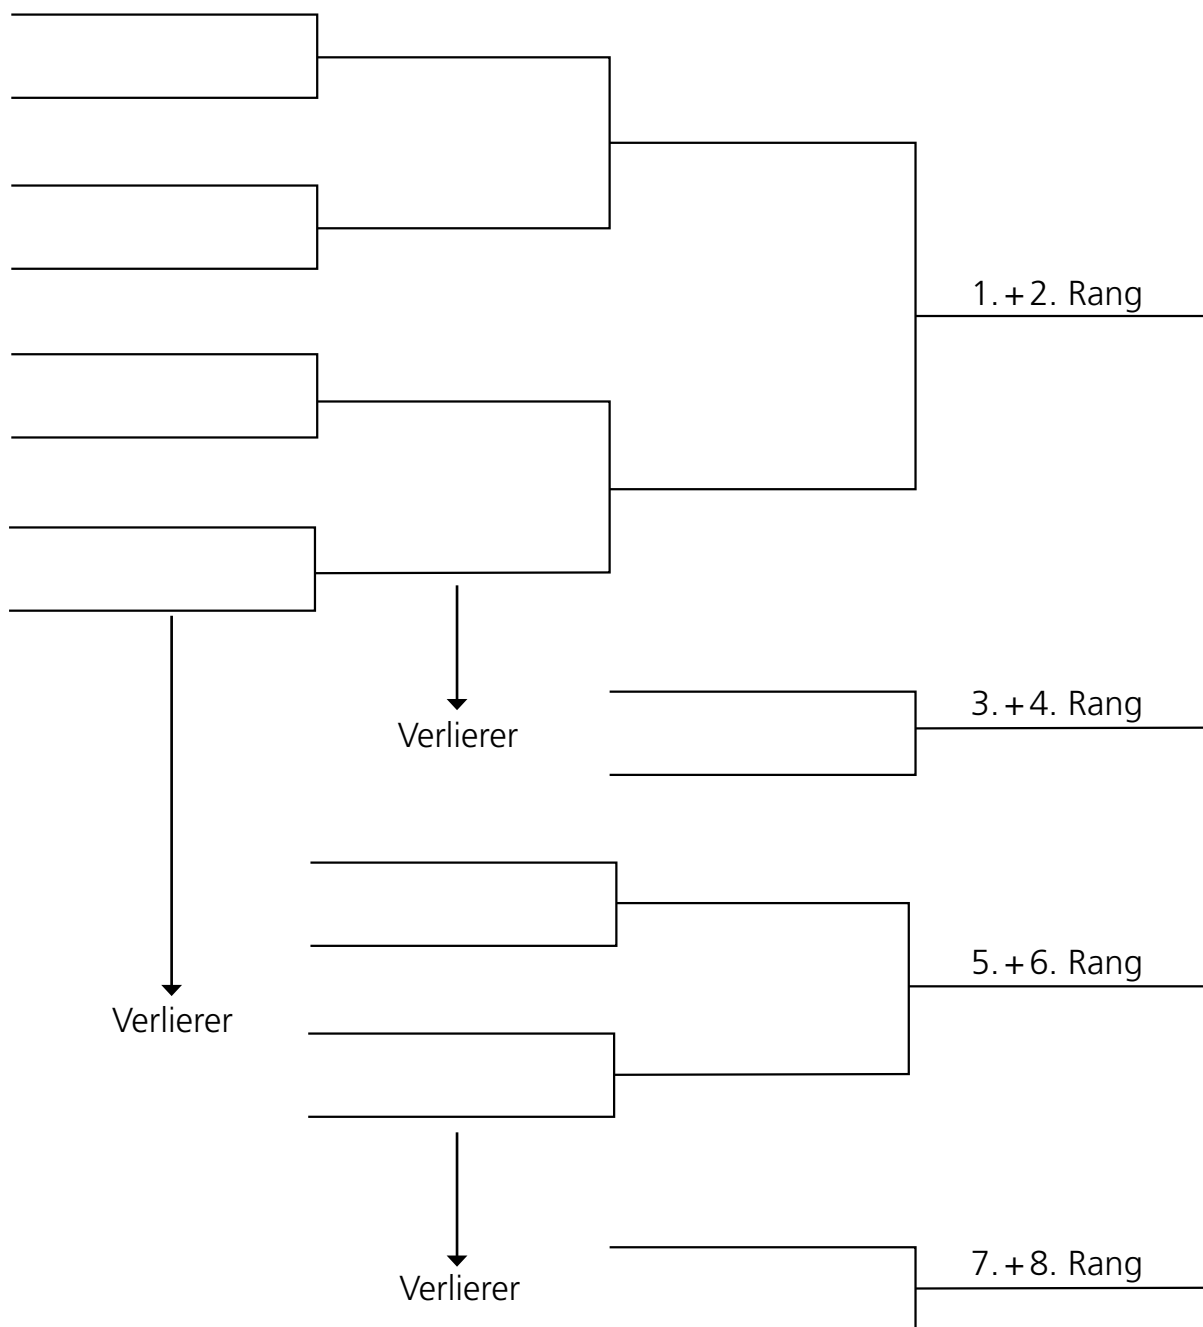 1.+2. Rang
3.+4. Rang
Verlierer
5.+6. Rang
Verlierer
7.+8. Rang
Verlierer